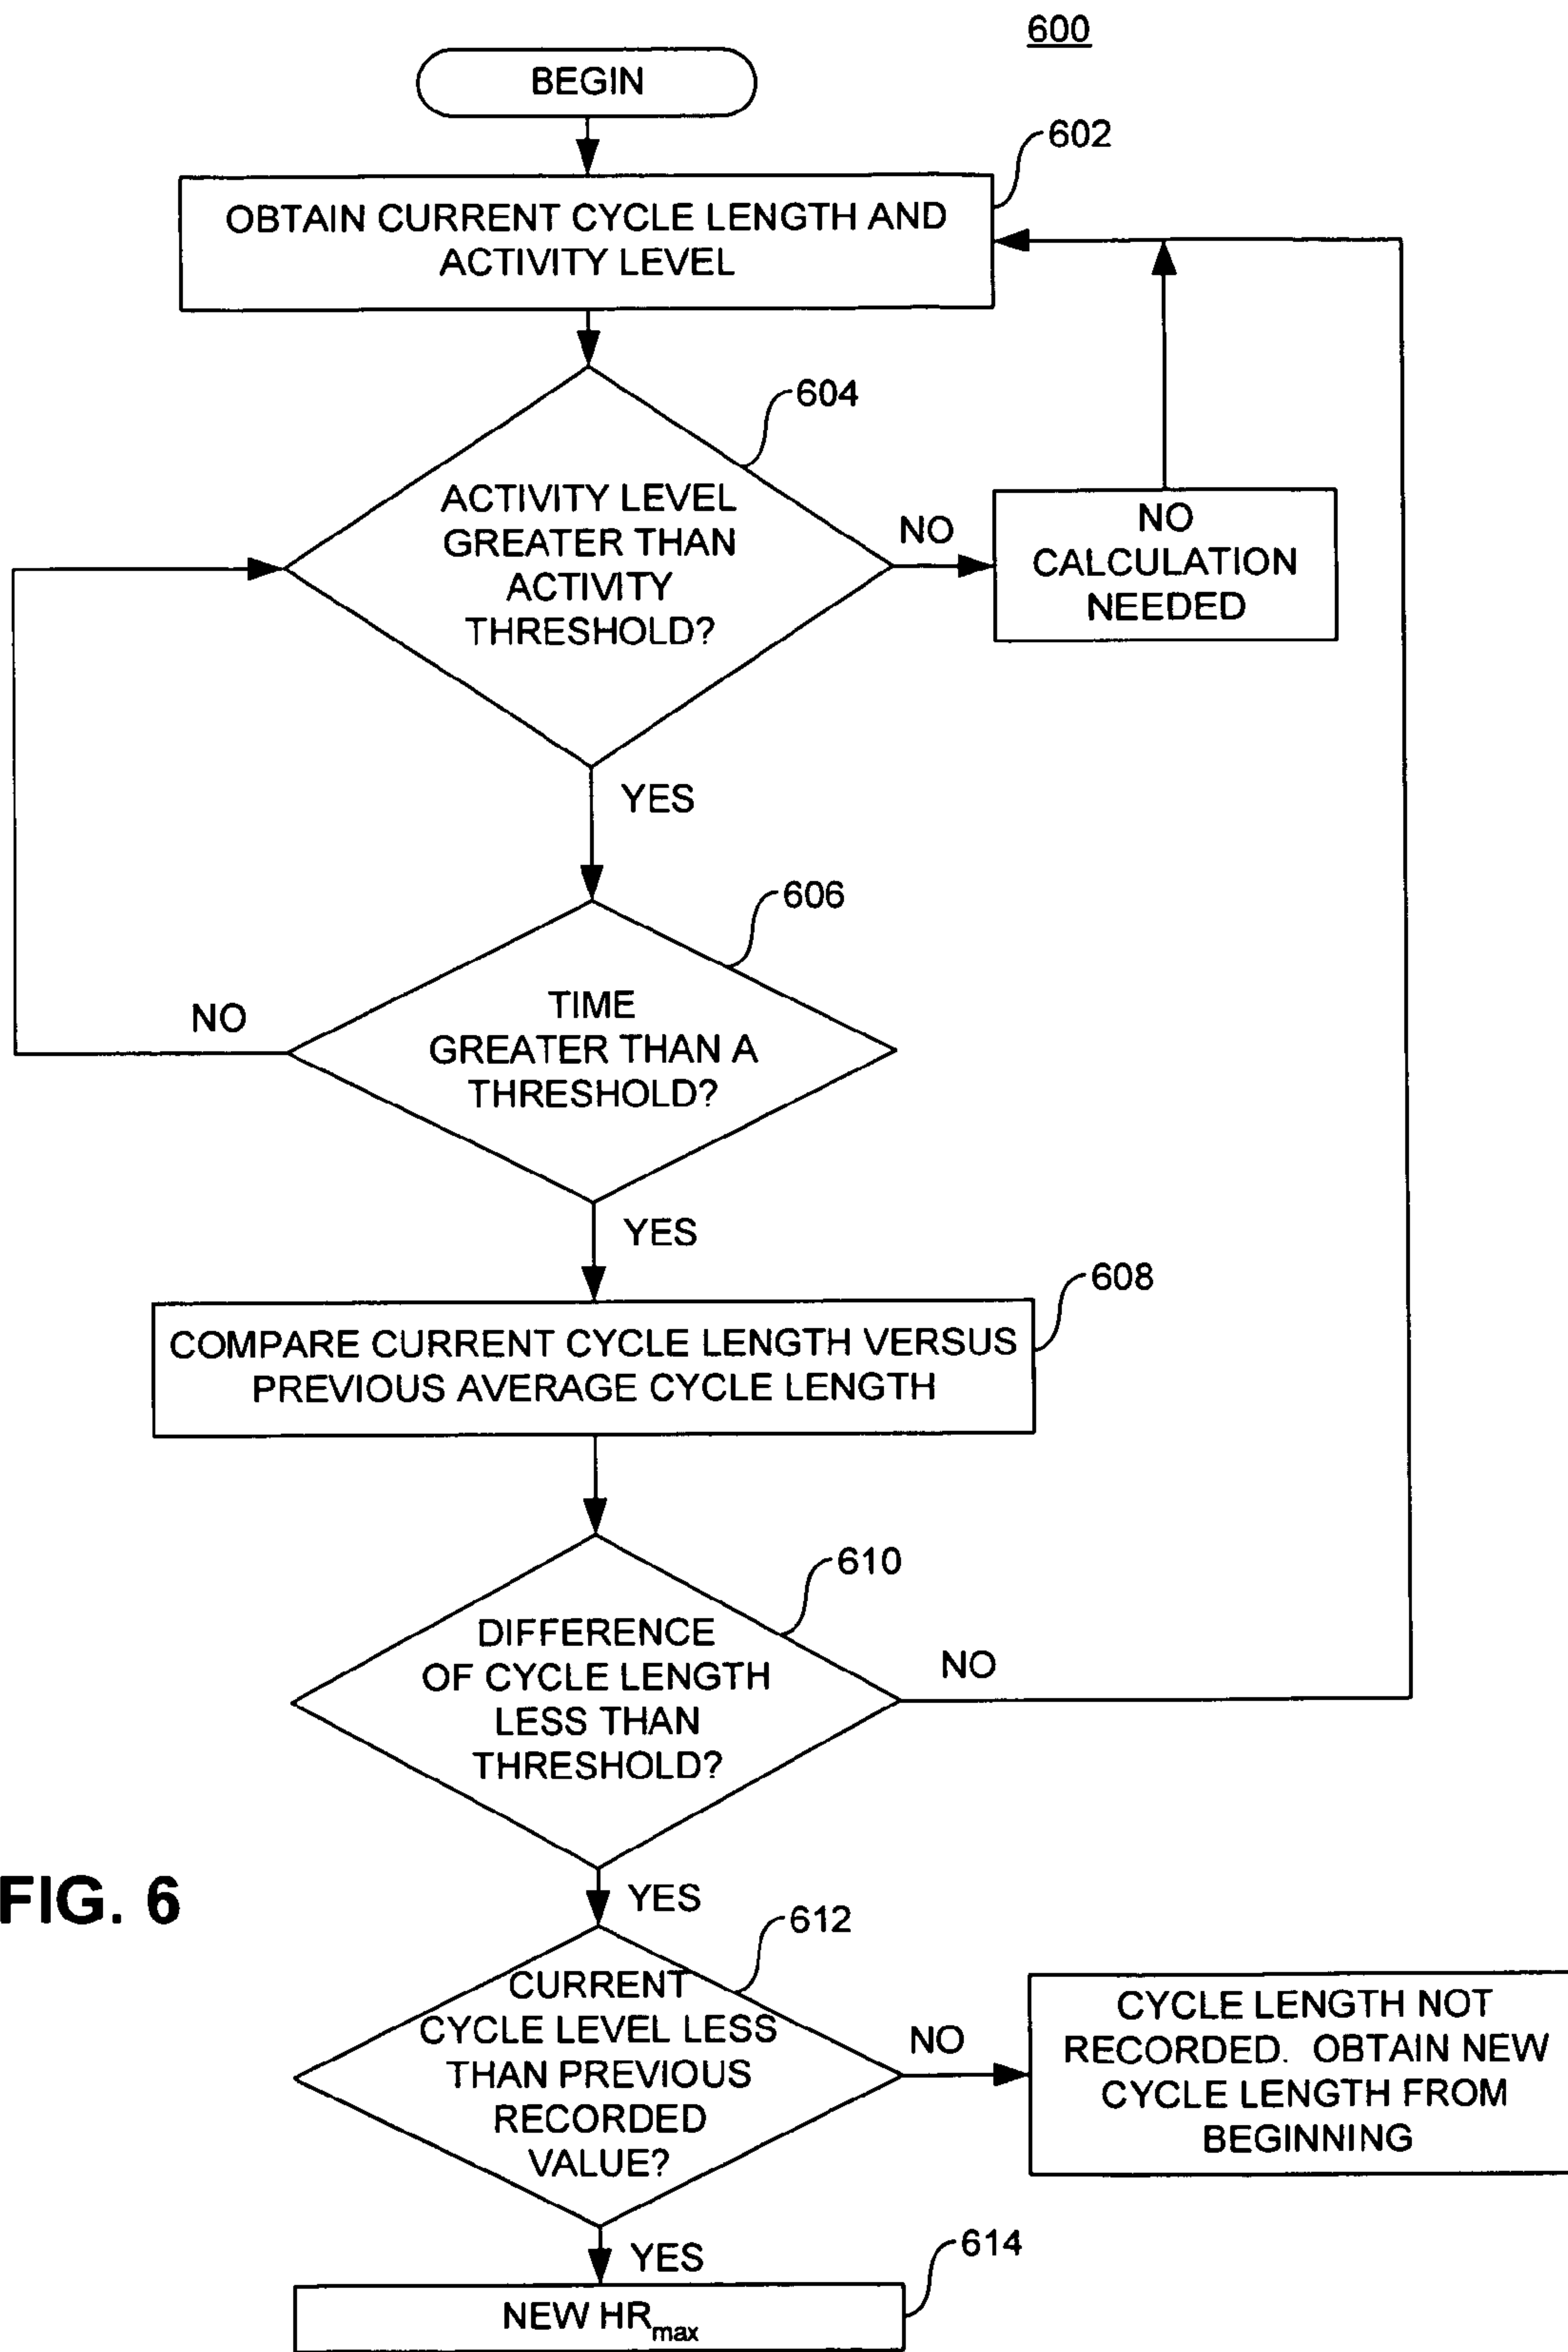 600
BEGIN
602
OBTAIN CURRENT CYCLE LENGTH AND
ACTIVITY LEVEL
604
ACTIVITY LEVEL
GREATER THAN
ACTIVITY
THRESHOLD?
NO
NO
CALCULATION
NEEDED
YES
606
TIME
GREATER THAN A
THRESHOLD?
NO
YES
608
COMPARE CURRENT CYCLE LENGTH VERSUS
PREVIOUS AVERAGE CYCLE LENGTH
610
DIFFERENCE
OF CYCLE LENGTH
LESS THAN
THRESHOLD?
NO
YES
FIG. 6
612
CURRENT
CYCLE LEVEL LESS
THAN PREVIOUS
RECORDED
VALUE?
NO
CYCLE LENGTH NOT
RECORDED. OBTAIN NEW
CYCLE LENGTH FROM
BEGINNING
YES
614
NEW HRmax